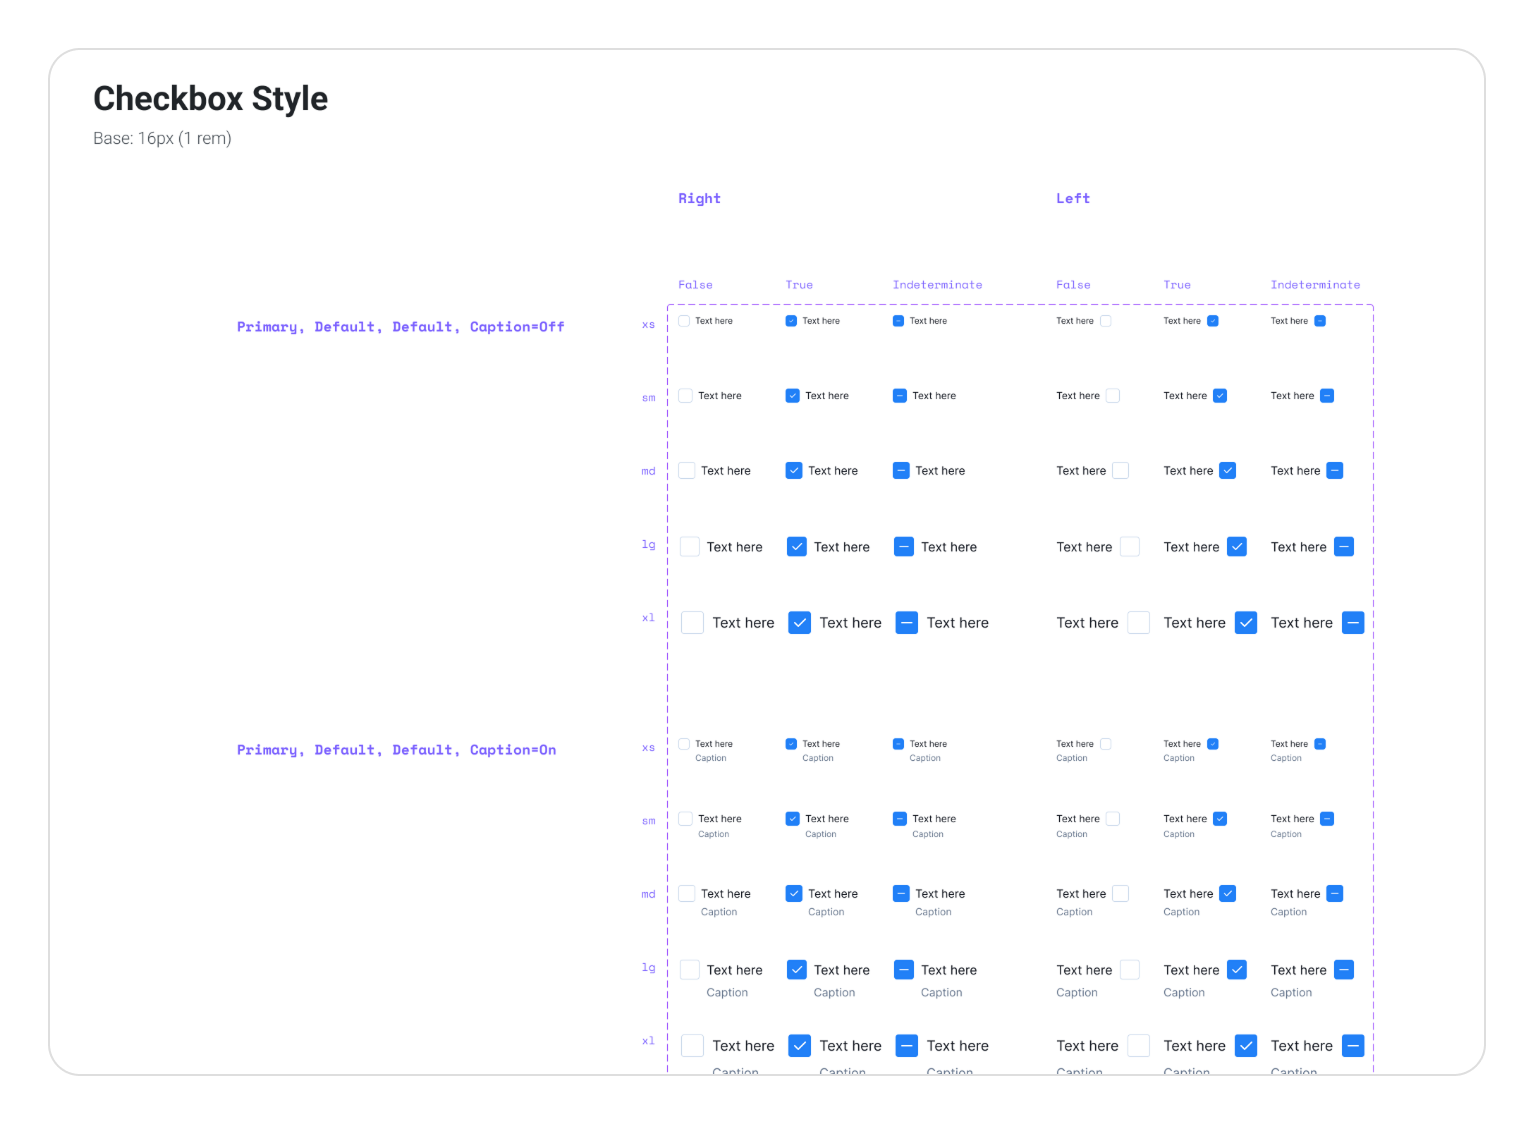 Checkbox Style
Base: 16px (1 rem)
Right Left
False True Indeterminate False True Indeterminate
Primary, Default, Default, Caption=Off xs Text here Text here Text here Text here Text here Text here
sm Text here Text here Text here Text here Text here Text here
md Text here Text here Text here Text here Text here Text here
lg Text here Text here Text here Text here Text here Text here
xl Text here Text here Text here Text here Text here Text here
Primary, Default, Default, Caption=On xs Text here Text here Text here Text here Text here Text here
Caption Caption Caption Caption Caption Caption
sm Text here Text here Text here Text here Text here Text here
Caption Caption Caption Caption Caption Caption
md Text here Text here Text here Text here Text here Text here
Caption Caption Caption Caption Caption Caption
lg Text here Text here Text here Text here Text here Text here
Caption Caption Caption Caption Caption Caption
xl Text here Text here Text here Text here Text here Text here
Caption Caption Caption Caption Caption Caption